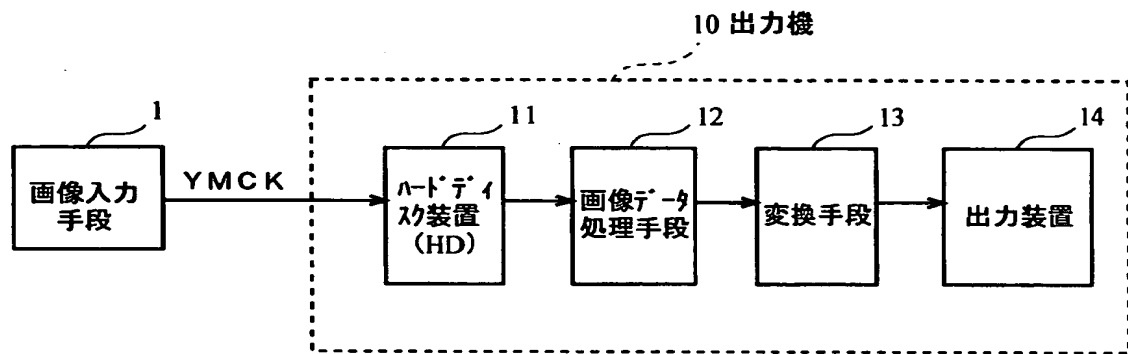 10 出力機
1
11
12
13
14
画像入力
手段
YMCK
ハードディ
スク装置
(HD)
画像データ
処理手段
変換手段
出力装置